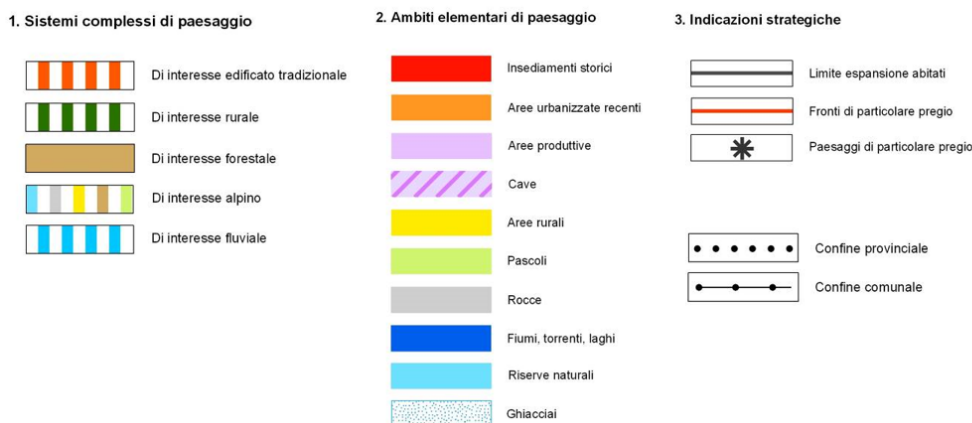 1. Sistemi complessi di paesaggio
Di interesse edificato tradizionale
Di interesse rurale
Di interesse forestale
Di interesse alpino
Di interesse fluviale
2. Ambiti elementari di paesaggio
Insediamenti storici
Aree urbanizzate recenti
Aree produttive
Cave
Aree rurali
Pascoli
Rocce
Fiumi, torrenti, laghi
Riserve naturali
Ghiacciai
3. Indicazioni strategiche
Limite espansione abitati
Fronti di particolare pregio
Paesaggi di particolare pregio
Confine provinciale
Confine comunale